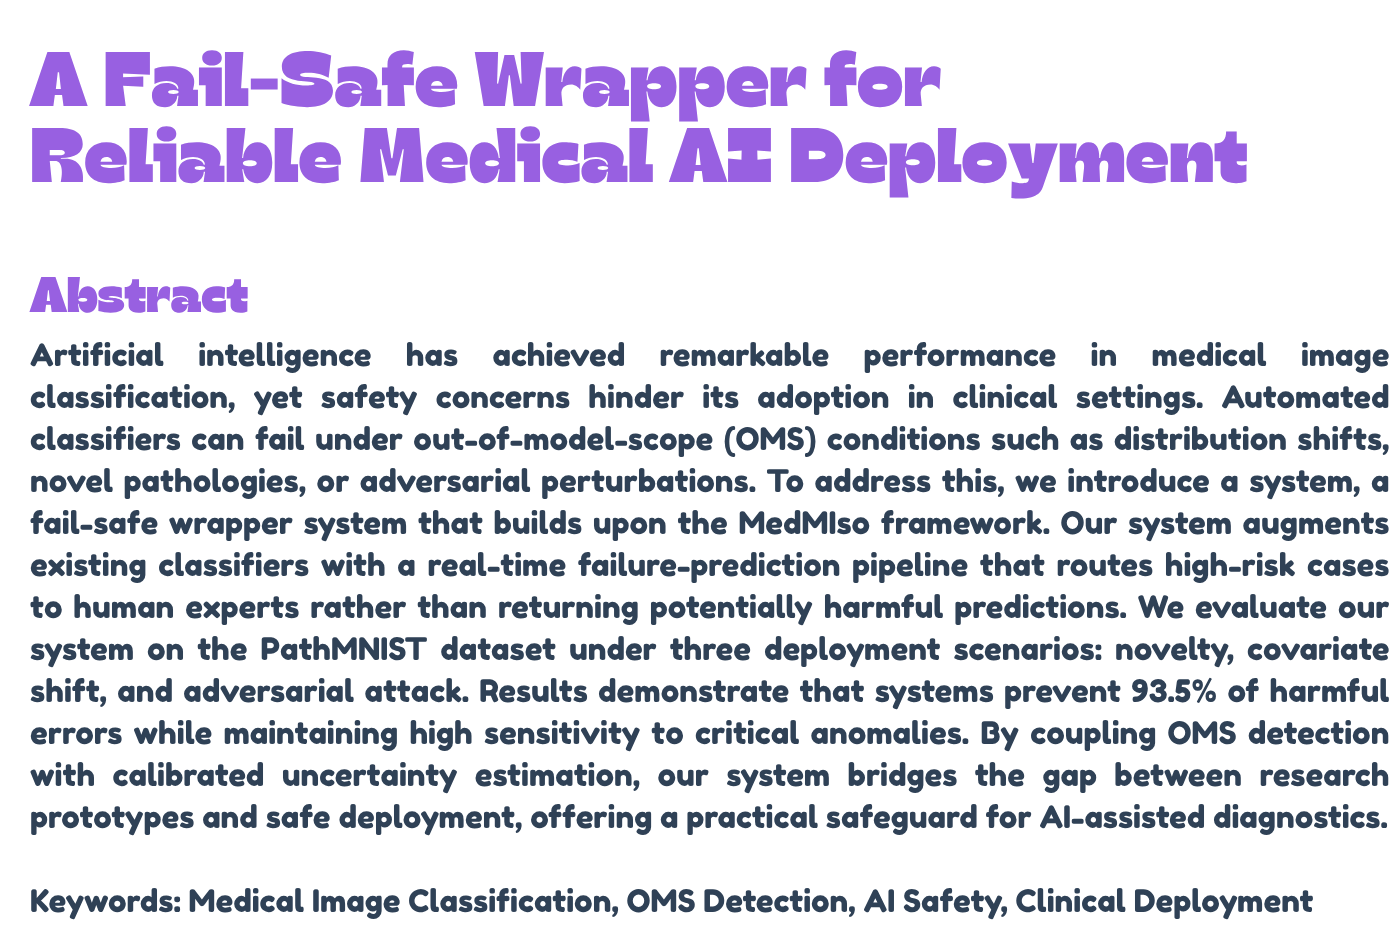 A Fail-Safe Wrapper for
Reliable Medical AI Deployment
Abstract
Artificial intelligence has achieved remarkable performance in medical image
classification, yet safety concerns hinder its adoption in clinical settings. Automated
classifiers can fail under out-of-model-scope (OMS) conditions such as distribution shifts,
novel pathologies, or adversarial perturbations. To address this, we introduce a system, a
fail-safe wrapper system that builds upon the MedMIso framework. Our system augments
existing classifiers with a real-time failure-prediction pipeline that routes high-risk cases
to human experts rather than returning potentially harmful predictions. We evaluate our
system on the PathMNIST dataset under three deployment scenarios: novelty, covariate
shift, and adversarial attack. Results demonstrate that systems prevent 93.5% of harmful
errors while maintaining high sensitivity to critical anomalies. By coupling OMS detection
with calibrated uncertainty estimation, our system bridges the gap between research
prototypes and safe deployment, offering a practical safeguard for AI-assisted diagnostics.
Keywords: Medical Image Classification, OMS Detection, AI Safety, Clinical Deployment